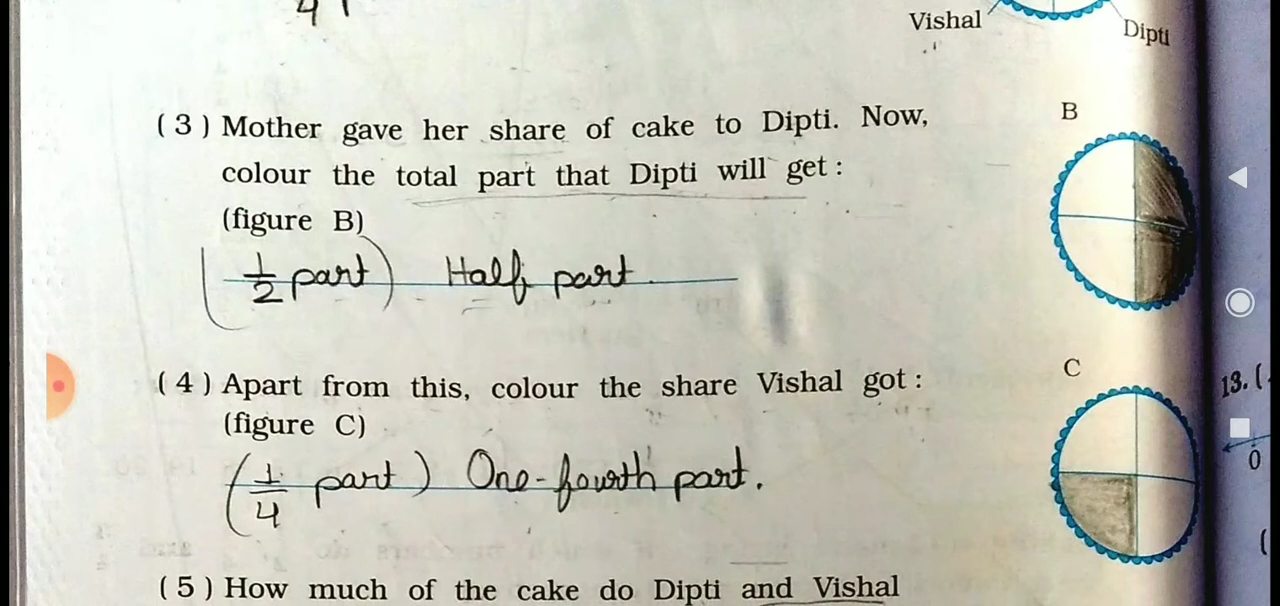 4
Vishal
Dipti
( 3 ) Mother gave her share of cake to Dipti. Now,
colour the total part that Dipti will get :
(figure B)
B
( 1/2 part ) Half part
( 4 ) Apart from this, colour the share Vishal got :
(figure C)
C
13. (
0
( 1/4 part ) One-fourth part.
( 5 ) How much of the cake do Dipti and Vishal